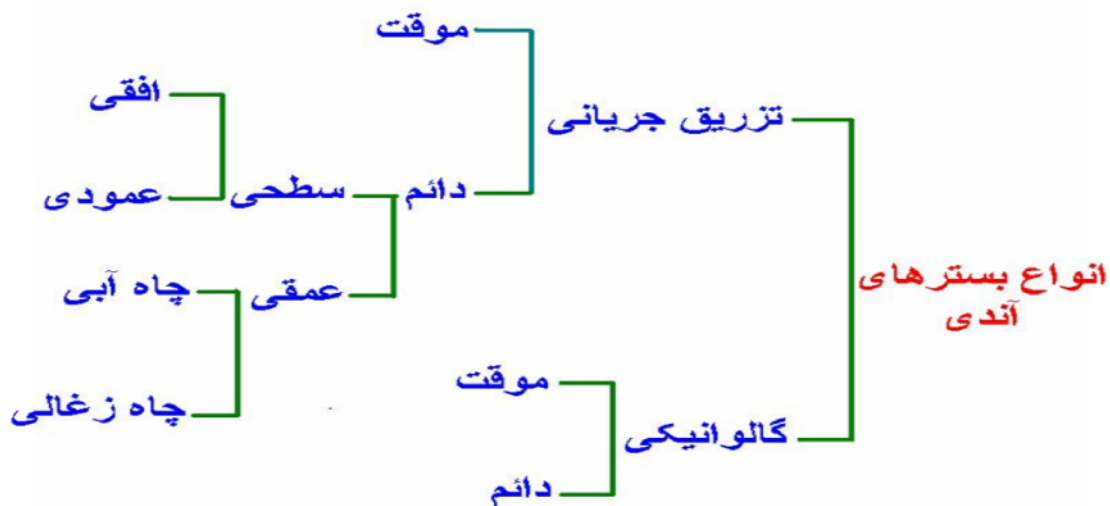 انواع بسترهای
آندی
تزریق جریانی
موقت
دائم
سطحی
افقی
عمودی
عمقی
چاه آبی
چاه زغالی
گالوانیکی
موقت
دائم